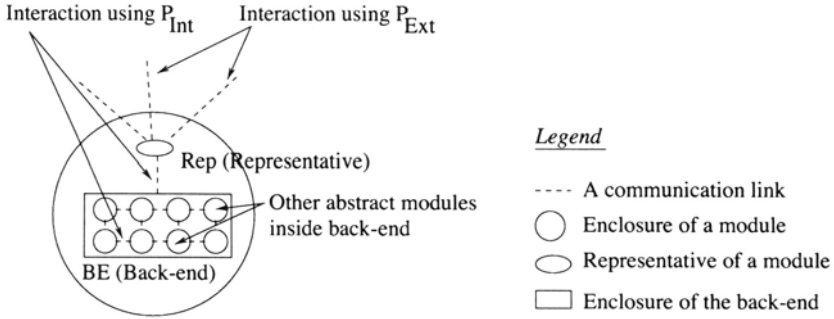 Interaction using P_Int
Interaction using P_Ext
Rep (Representative)
Other abstract modules
inside back-end
BE (Back-end)
Legend
A communication link
Enclosure of a module
Representative of a module
Enclosure of the back-end